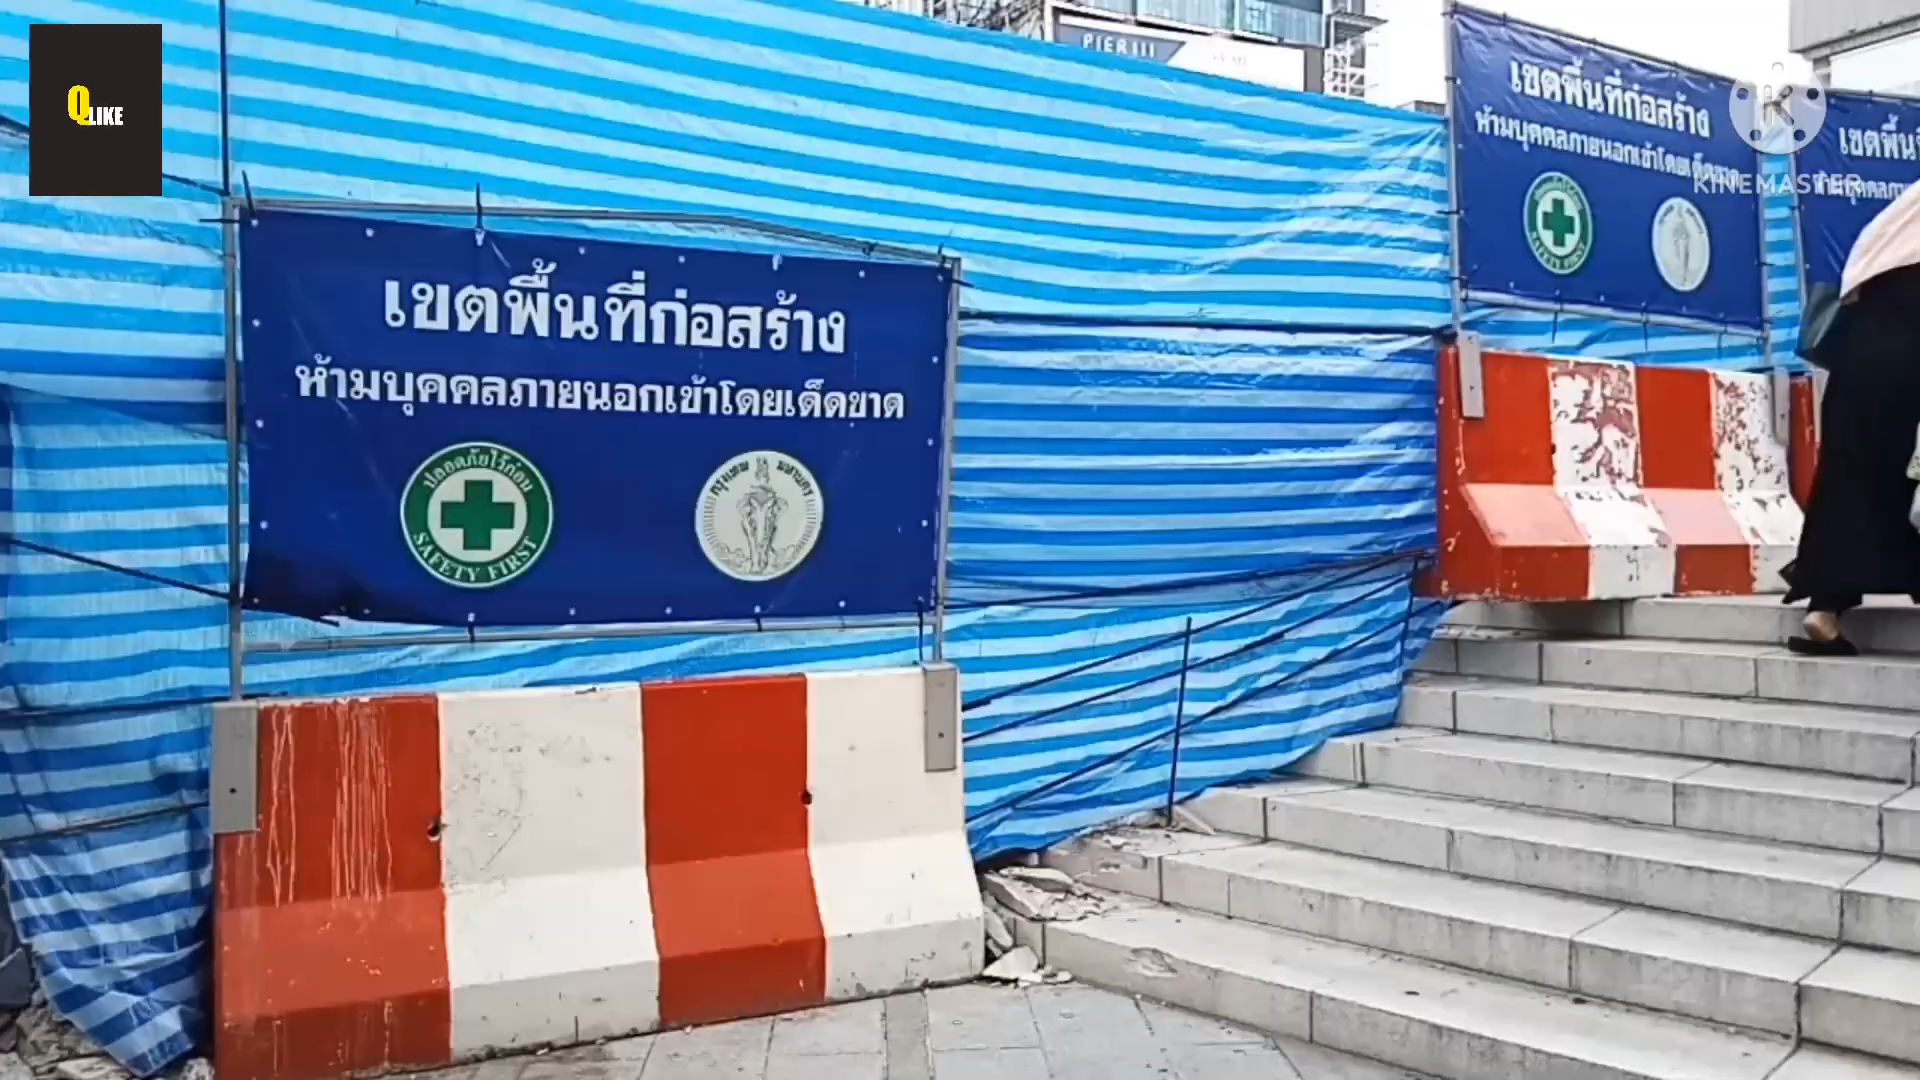 QLIKE
PIER 111
เขตพื้นที่ก่อสร้าง
ห้ามบุคคลภายนอกเข้าโดยเด็ดขาด
ปลอดภัยไว้ก่อน
SAFETY FIRST
กรุงเทพ มหานคร
เขตพื้นที่ก่อสร้าง
ห้ามบุคคลภายนอกเข้าโดยเด็ดขาด
SAFETY FIRST
KINEMASTER
เขตพื้น